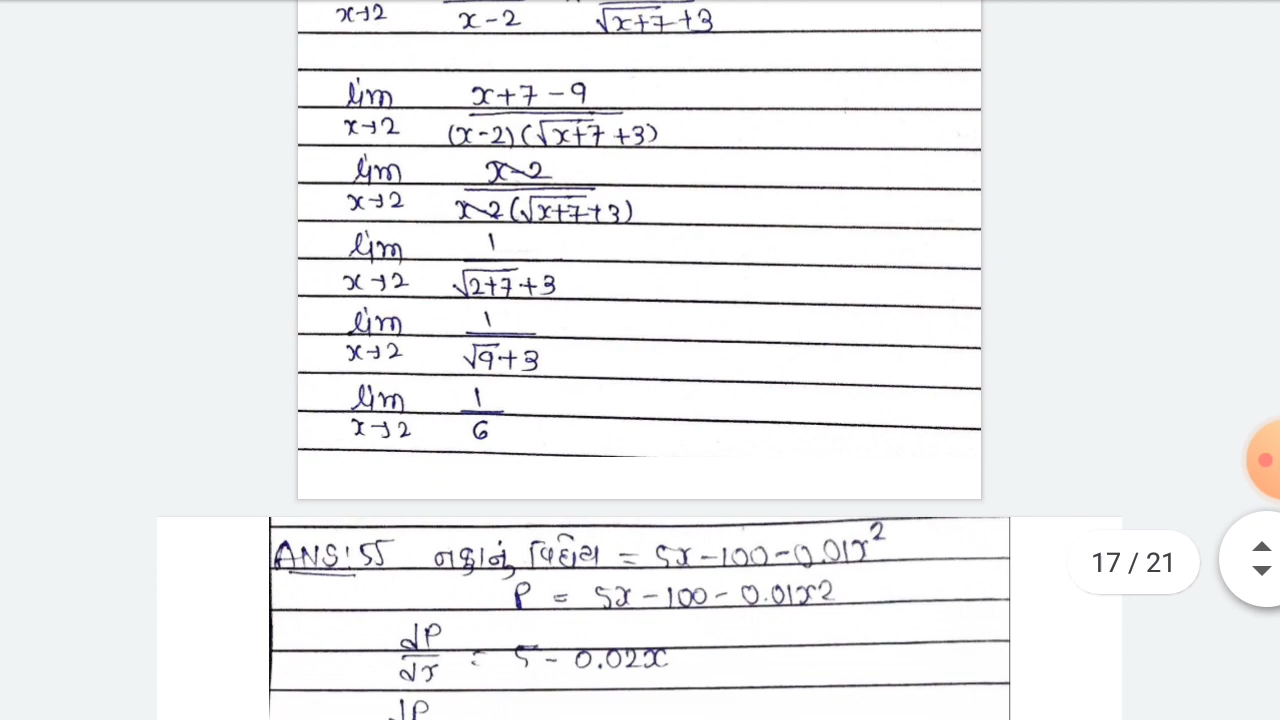 x→2 x-2 √x+7 +3
lim x+7-9
x→2 (x-2)(√x+7 +3)
lim x-2
x→2 x-2(√x+7+3)
lim 1
x→2 √2+7+3
lim 1
x→2 √9+3
lim 1
x→2 6
ANS:55 નફાનું વિધેય = 5x-100-0.01x²
P = 5x-100-0.01x2
dP
dx = 5-0.02x
dP
17 / 21